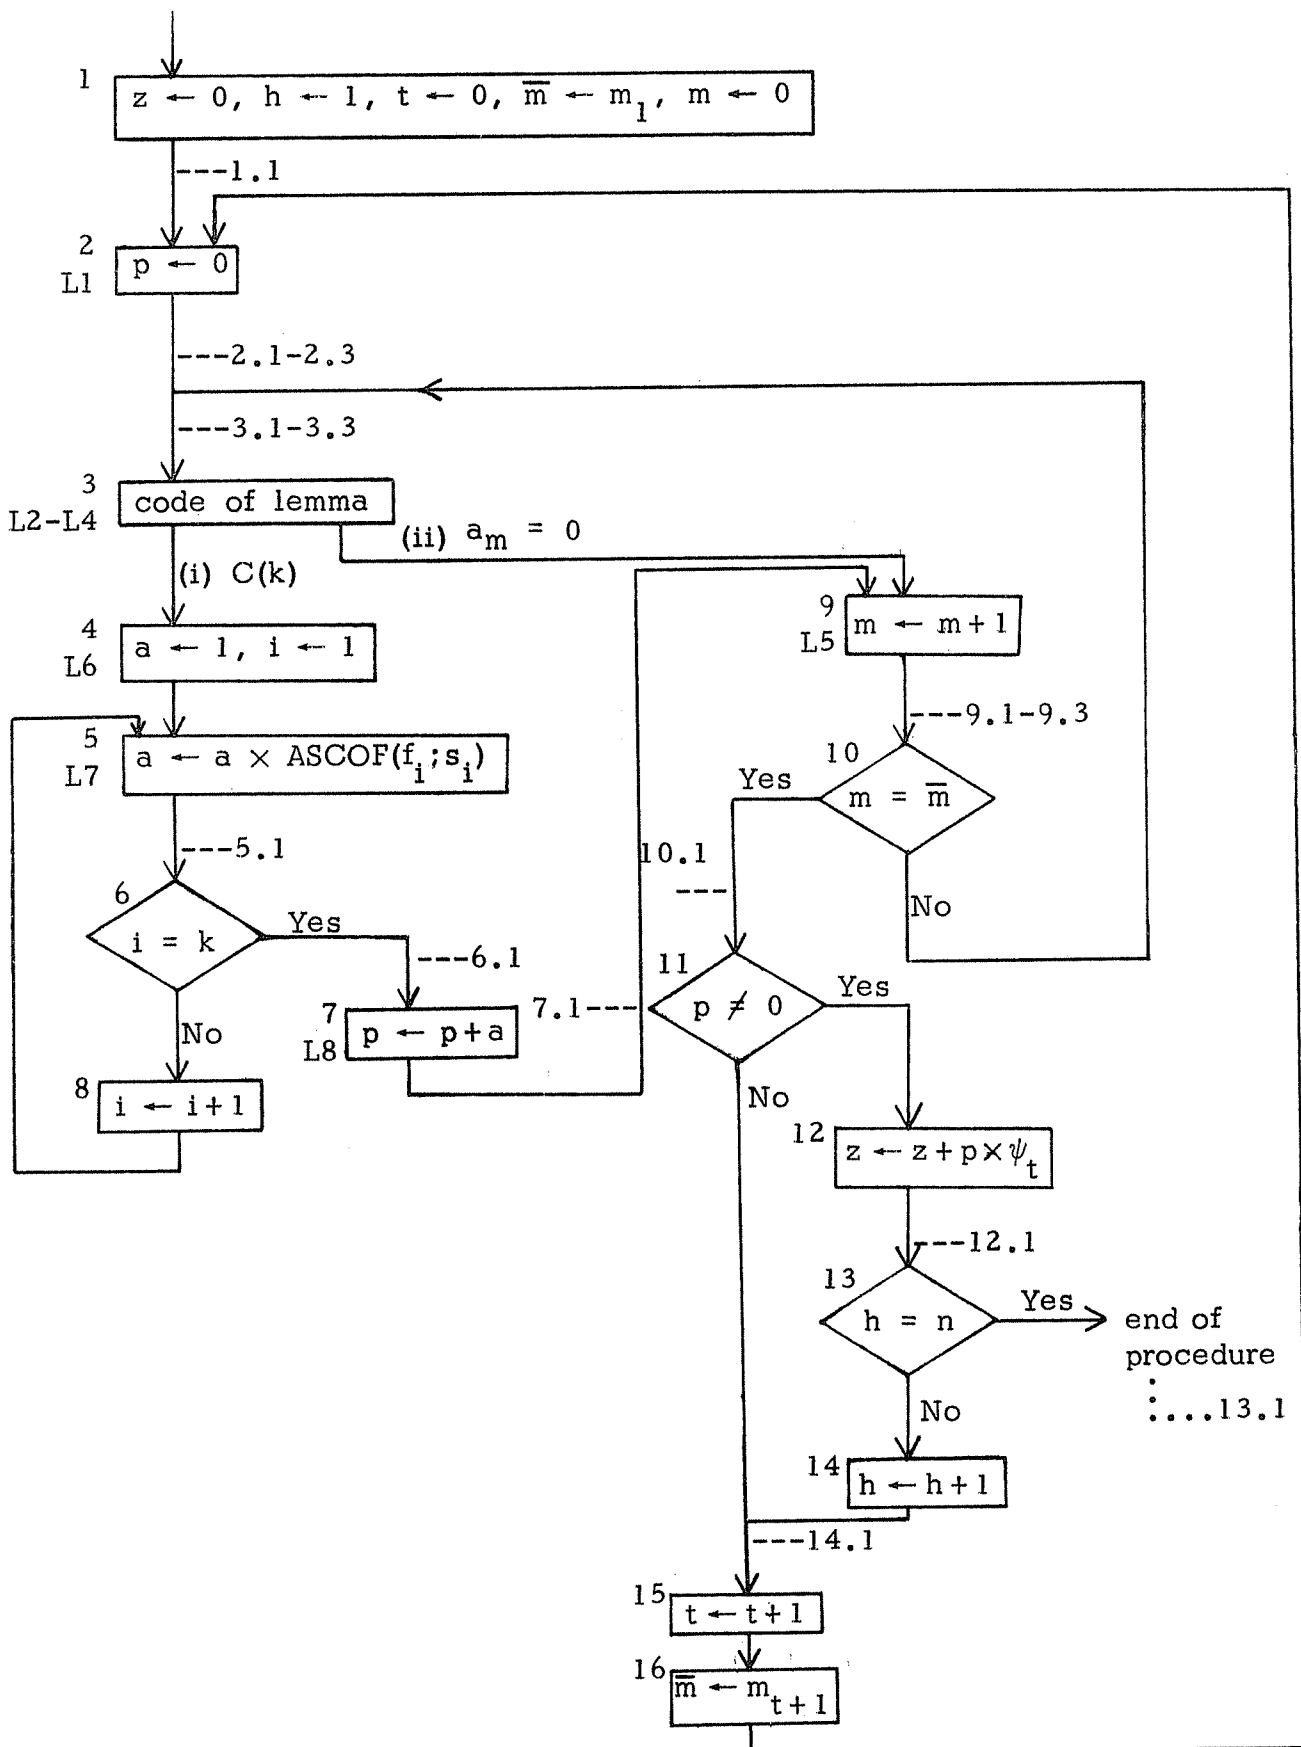 1
z ← 0, h ← 1, t ← 0, m̅ ← m₁, m ← 0
---1.1
2
L1
p ← 0
---2.1-2.3
---3.1-3.3
3
L2-L4
code of lemma
(ii) aₘ = 0
(i) C(k)
4
L6
a ← 1, i ← 1
9
L5
m ← m+1
5
L7
a ← a × ASCOF(fᵢ;sᵢ)
---9.1-9.3
10
Yes
m = m̅
---5.1
10.1
---
No
6
Yes
i = k
---6.1
11
Yes
7
L8
p ← p+a
7.1---
p ≠ 0
No
No
8
i ← i+1
12
z ← z+p×ψₜ
---12.1
13
Yes
h = n
end of
procedure
:....13.1
No
14
h ← h+1
---14.1
15
t ← t+1
16
m̅ ← mₜ₊₁